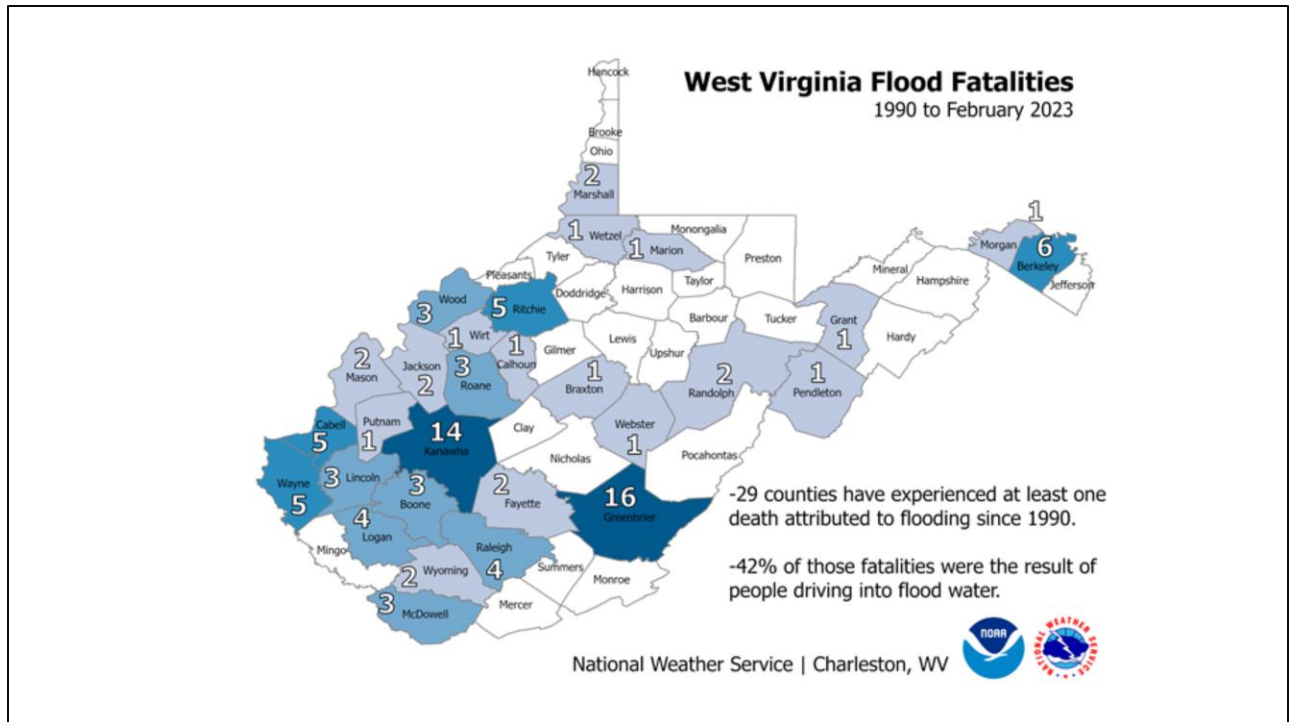 West Virginia Flood Fatalities
1990 to February 2023
Hancock
Brooke
Ohio
2
Marshall
1 Wetzel
1 Marion
Monongalia
Preston
1
Morgan
6
Berkeley
Jefferson
Mineral
Hampshire
Tyler
Pleasants
Doddridge
Harrison
Taylor
3
Wood
5 Ritchie
Barbour
Tucker
Grant
1
Hardy
1 Wirt
1
Calhoun
Gilmer
Lewis
Upshur
2
Mason
Jackson
2
3
Roane
1
Braxton
2
Randolph
1
Pendleton
Cabell
5
Putnam
1
14
Kanawha
Clay
Webster
1
Nicholas
Pocahontas
Wayne
5
3 Lincoln
3
Boone
2
Fayette
16
Greenbrier
4
Logan
Mingo
Raleigh
4
Summers
Monroe
2 Wyoming
3
McDowell
Mercer
-29 counties have experienced at least one
death attributed to flooding since 1990.
-42% of those fatalities were the result of
people driving into flood water.
National Weather Service | Charleston, WV
NOAA
NATIONAL WEATHER SERVICE